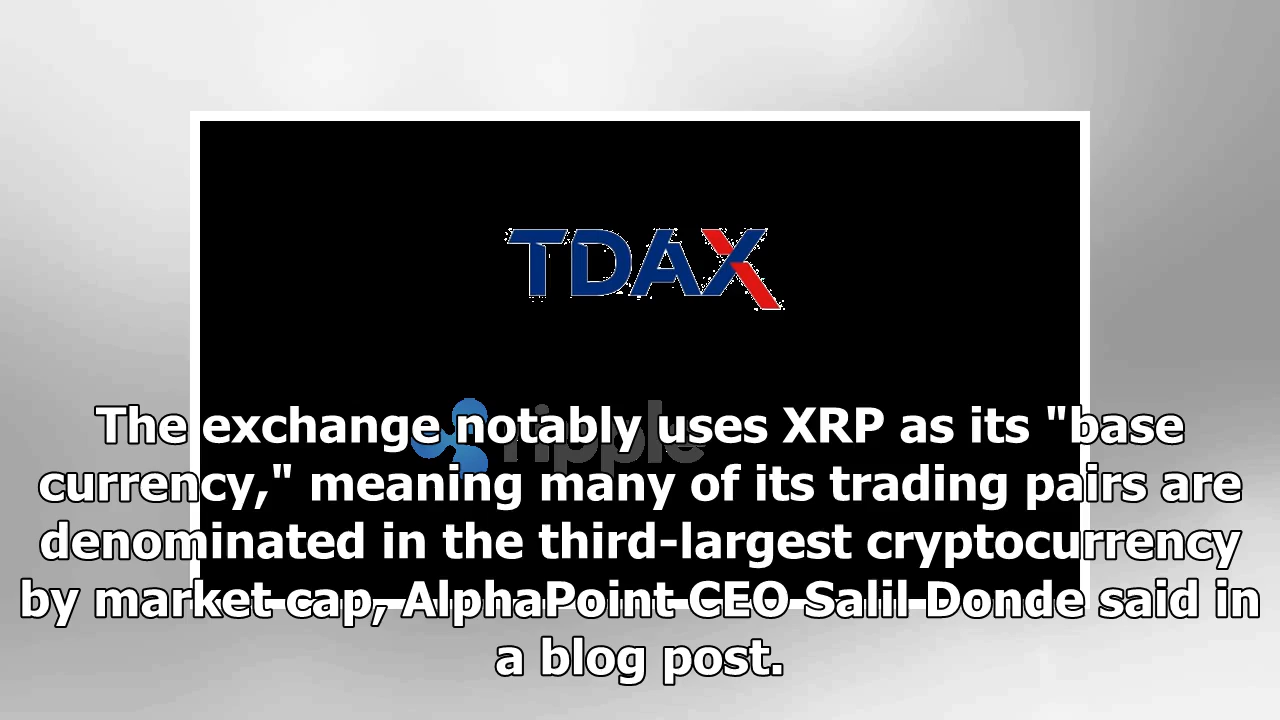 TDAX
ripple
The exchange notably uses XRP as its "base
currency," meaning many of its trading pairs are
denominated in the third-largest cryptocurrency
by market cap, AlphaPoint CEO Salil Donde said in
a blog post.